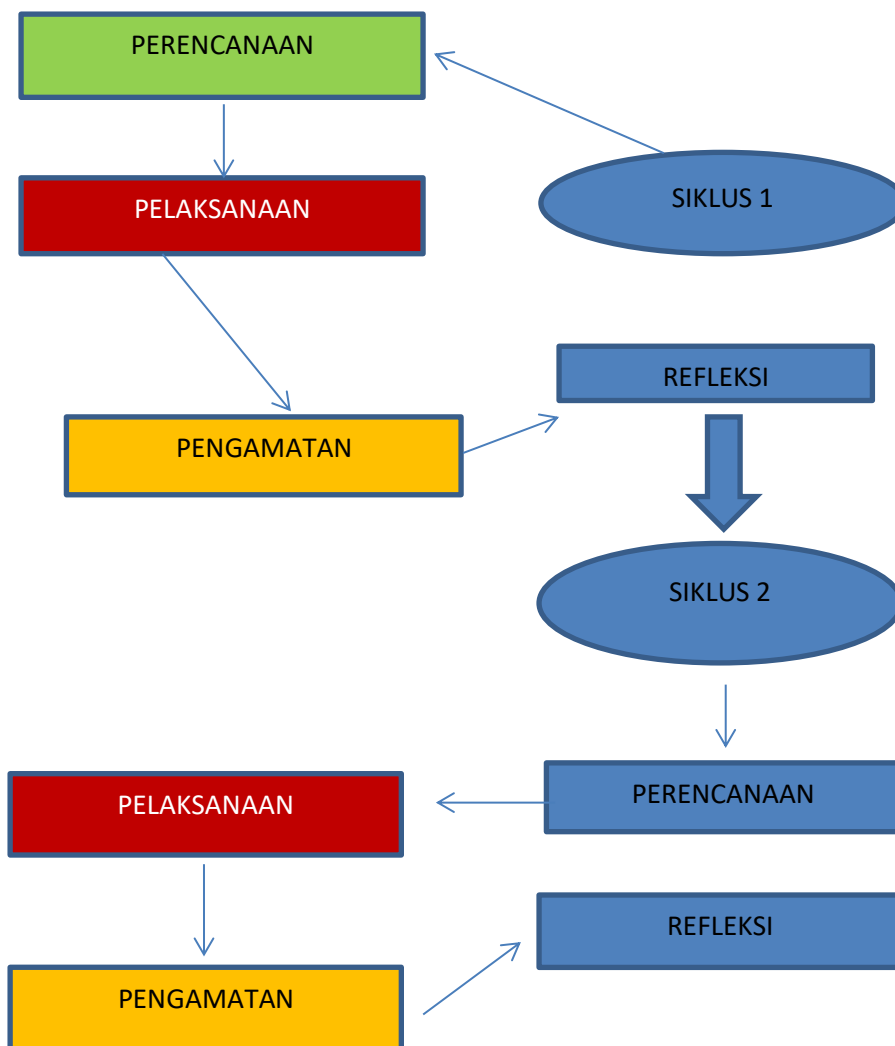 PERENCANAAN
PELAKSANAAN
SIKLUS 1
REFLEKSI
PENGAMATAN
SIKLUS 2
PERENCANAAN
PELAKSANAAN
REFLEKSI
PENGAMATAN